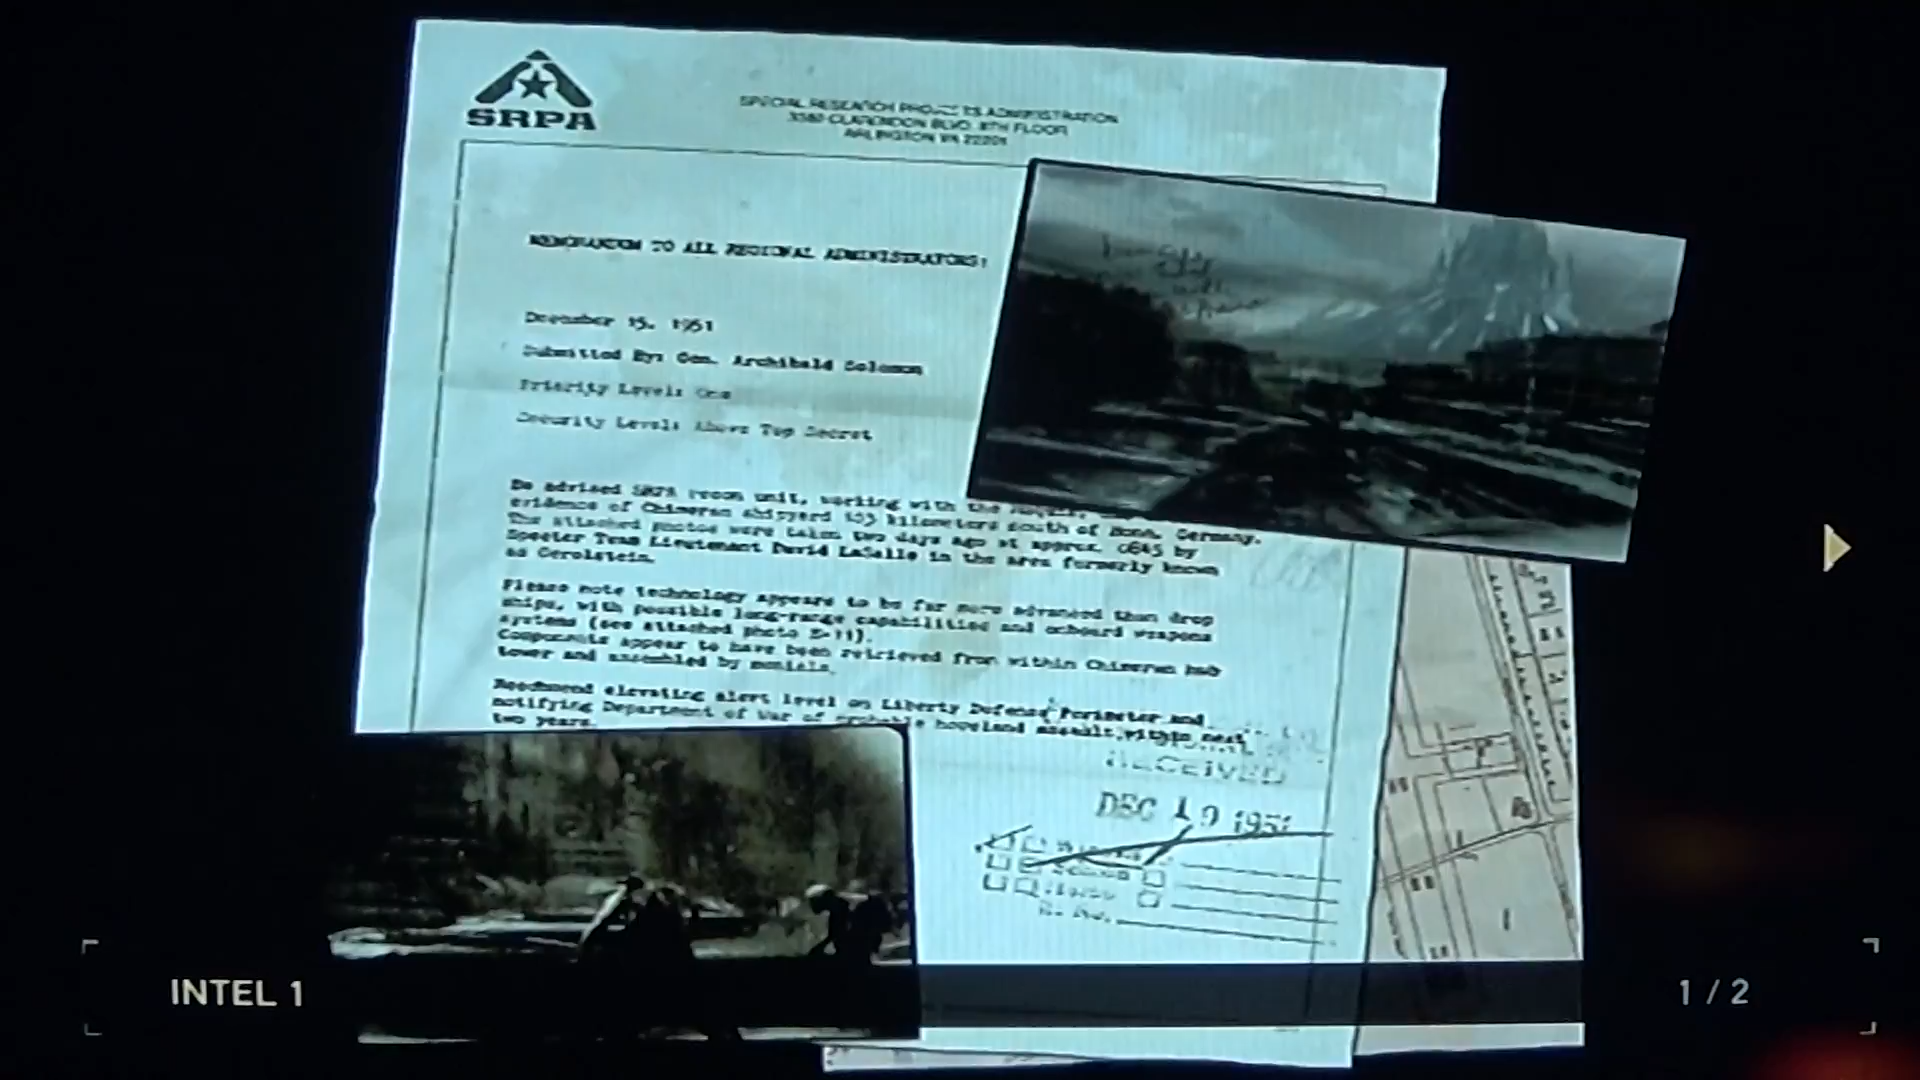 SRPA
SPECIAL RESEARCH PROJECTS ADMINISTRATION
CLARENDON BLVD. 8TH FLOOR
ARLINGTON VA 22201
MEMORANDUM TO ALL REGIONAL ADMINISTRATORS:
December 15, 1951
Submitted By: Gen. Archibald Solomon
Priority Level: One
Security Level: Above Top Secret
Be advised SRPA recon unit, working with the
evidence of Chimeran shipyard kilometers south of Bonn, Germany.
The attached photos were taken two days ago at approx. 0645 by
Specter Team Lieutenant David LaSalle in the area formerly known
as Gerolstein.
Please note technology appears to be far more advanced than drop
ships, with possible long-range capabilities and onboard weapons
systems (see attached photo E-11).
Components appear to have been retrieved from within Chimeran hub
tower and assembled by menials.
Recommend elevating alert level on Liberty Defense Perimeter and
notifying Department of War of probable homeland assault within next
two years.
RECEIVED
DEC 19 1951
INTEL 1
1 / 2